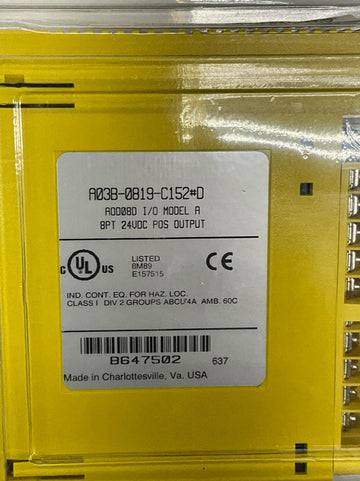 A03B-0819-C152#D
AOD08D I/O MODEL A
8PT 24VDC POS OUTPUT
C UL US
LISTED
8M89
E157515
CE
IND. CONT. EQ. FOR HAZ. LOC.
CLASS I DIV 2 GROUPS ABCD/T4A AMB. 60C
B647502
637
Made in Charlottesville, Va. USA